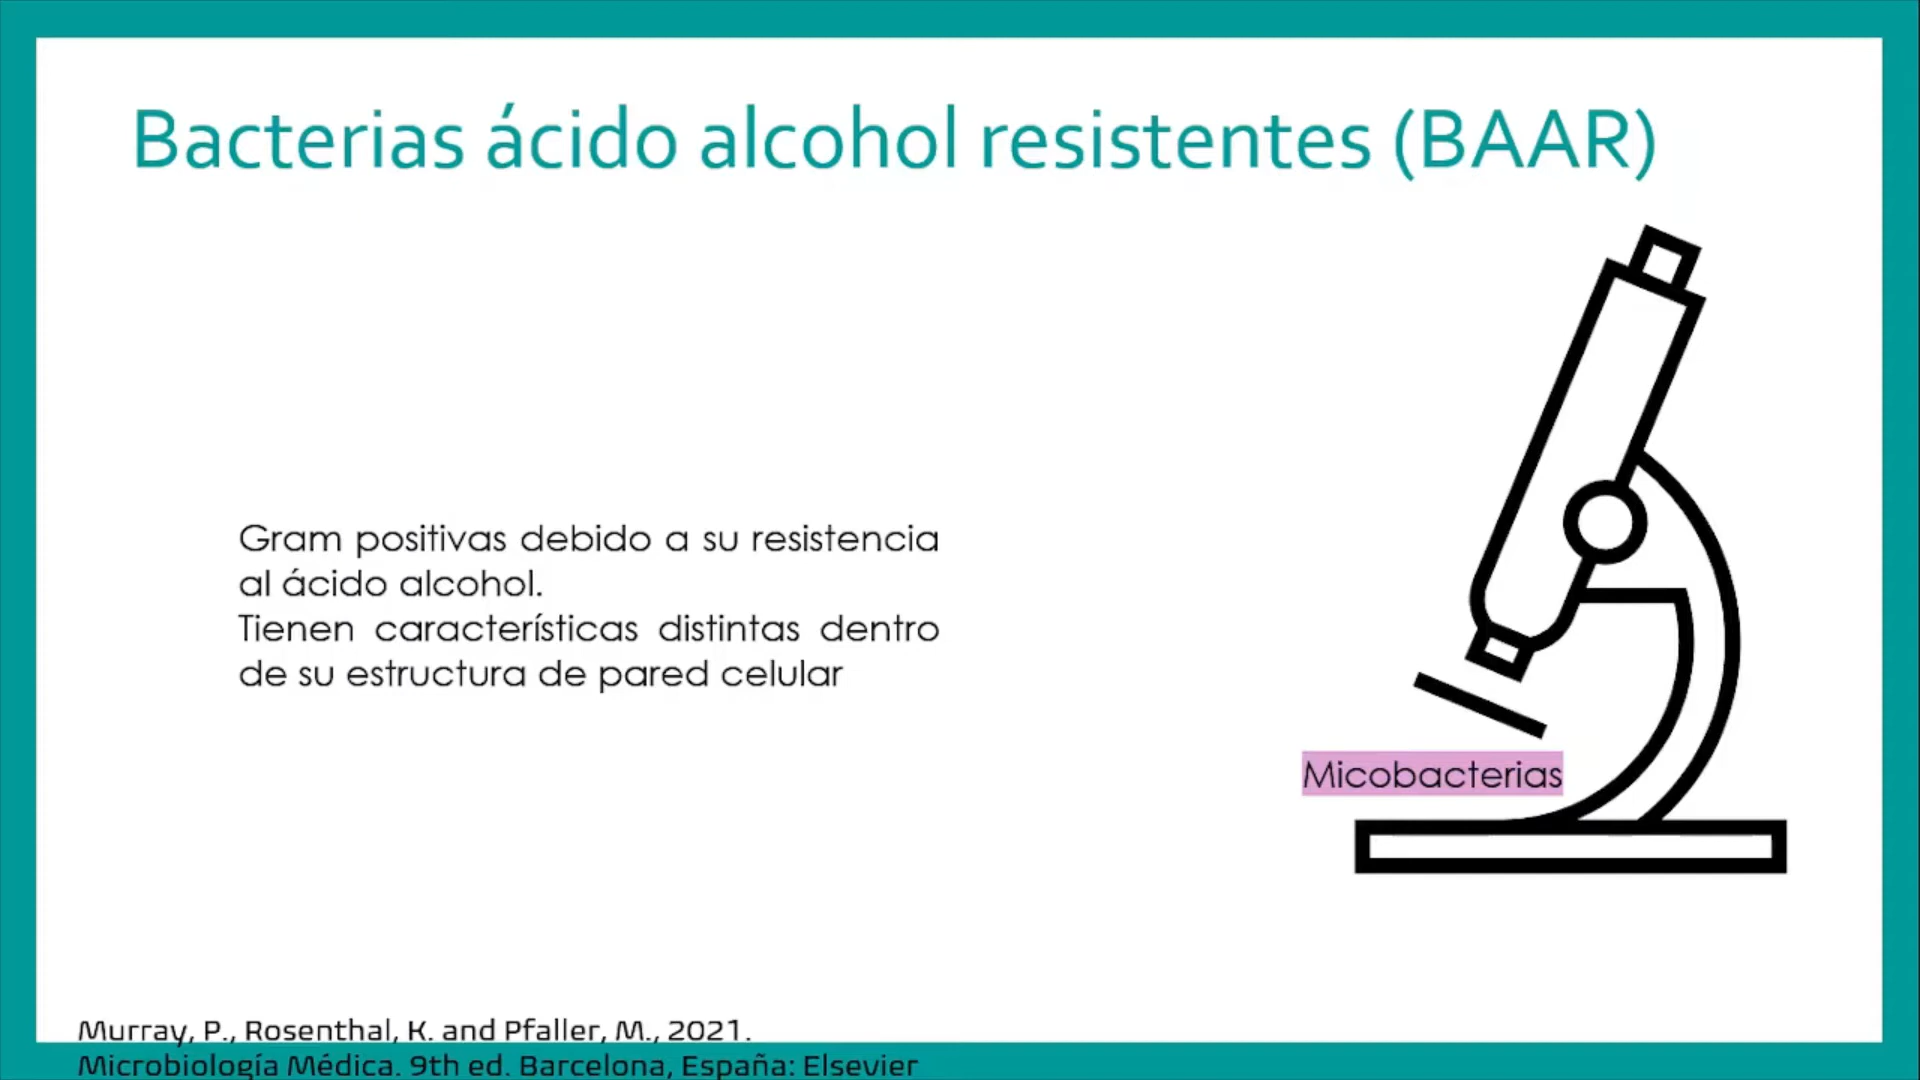 Bacterias ácido alcohol resistentes (BAAR)
Gram positivas debido a su resistencia
al ácido alcohol.
Tienen características distintas dentro
de su estructura de pared celular
Micobacterias
Murray, P., Rosenthal, K. and Pfaller, M., 2021.
Microbiología Médica. 9th ed. Barcelona, España: Elsevier